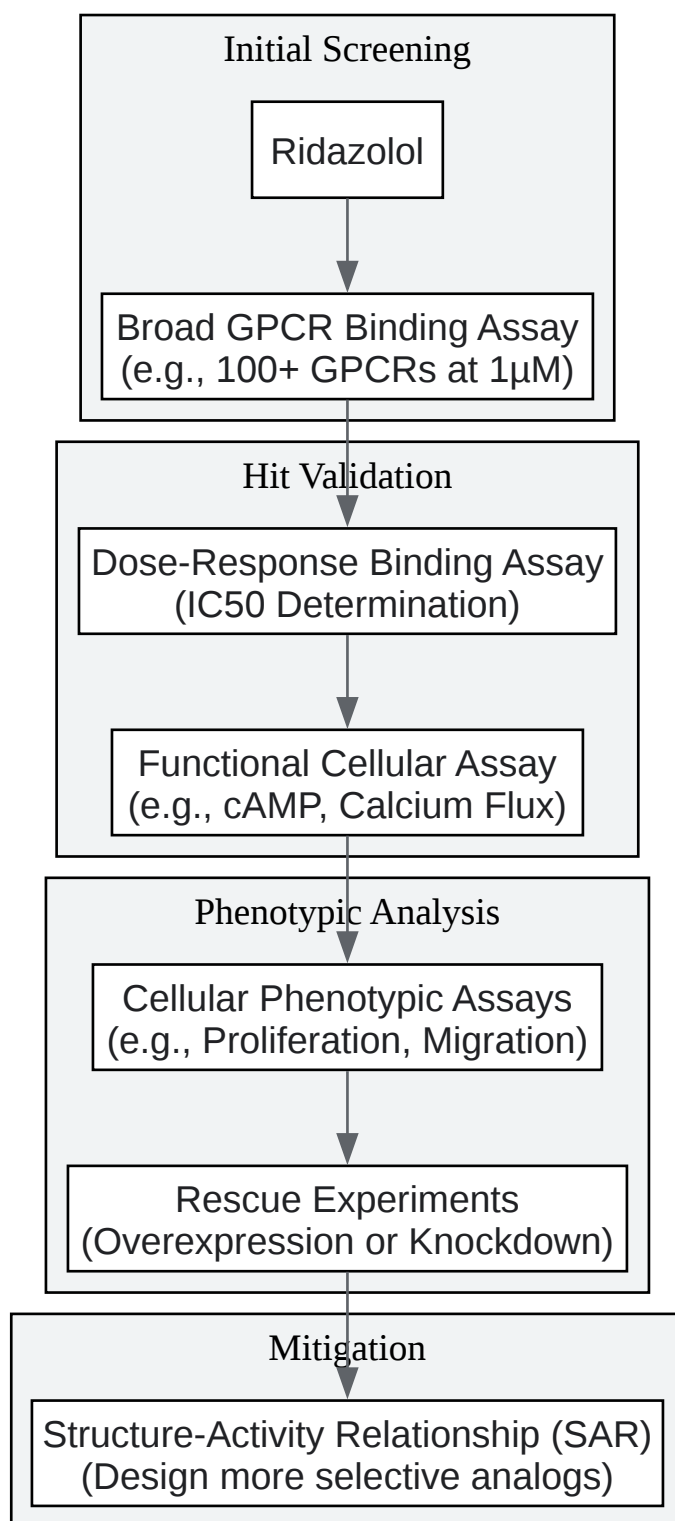 Initial Screening
Ridazolol
Broad GPCR Binding Assay
(e.g., 100+ GPCRs at 1µM)
Hit Validation
Dose-Response Binding Assay
(IC50 Determination)
Functional Cellular Assay
(e.g., cAMP, Calcium Flux)
Phenotypic Analysis
Cellular Phenotypic Assays
(e.g., Proliferation, Migration)
Rescue Experiments
(Overexpression or Knockdown)
Mitigation
Structure-Activity Relationship (SAR)
(Design more selective analogs)